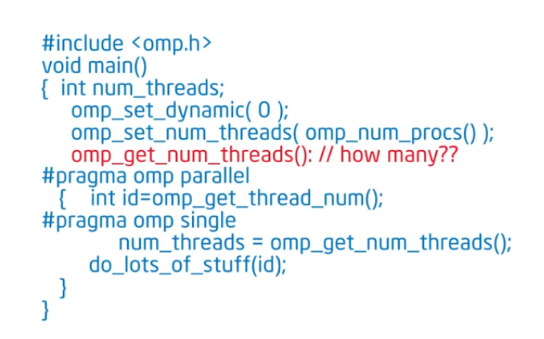 #include <omp.h>
void main()
{ int num_threads;
omp_set_dynamic( 0 );
omp_set_num_threads( omp_num_procs() );
omp_get_num_threads(): // how many??
#pragma omp parallel
{ int id=omp_get_thread_num();
#pragma omp single
num_threads = omp_get_num_threads();
do_lots_of_stuff(id);
}
}